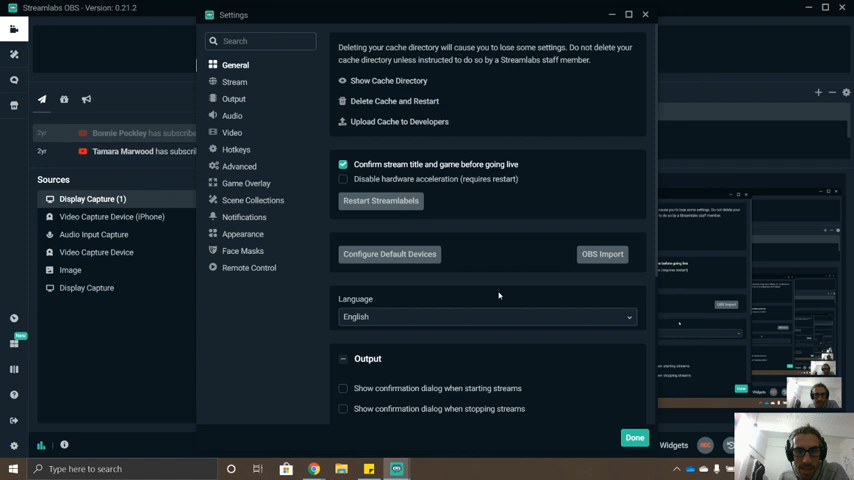 Streamlabs OBS - Version: 0.21.2
Settings
Search
General
Stream
Output
Audio
Video
Hotkeys
Advanced
Game Overlay
Scene Collections
Notifications
Appearance
Face Masks
Remote Control
Deleting your cache directory will cause you to lose some settings. Do not delete your
cache directory unless instructed to do so by a Streamlabs staff member.
Show Cache Directory
Delete Cache and Restart
Upload Cache to Developers
Confirm stream title and game before going live
Disable hardware acceleration (requires restart)
Restart Streamlabels
Configure Default Devices
OBS Import
Language
English
Output
Show confirmation dialog when starting streams
Show confirmation dialog when stopping streams
Done
2yr Bonnie Pockley has subscribe
2yr Tamara Marwood has subscri
Sources
Display Capture (1)
Video Capture Device (iPhone)
Audio Input Capture
Video Capture Device
Image
Display Capture
New
Widgets
REC
Type here to search